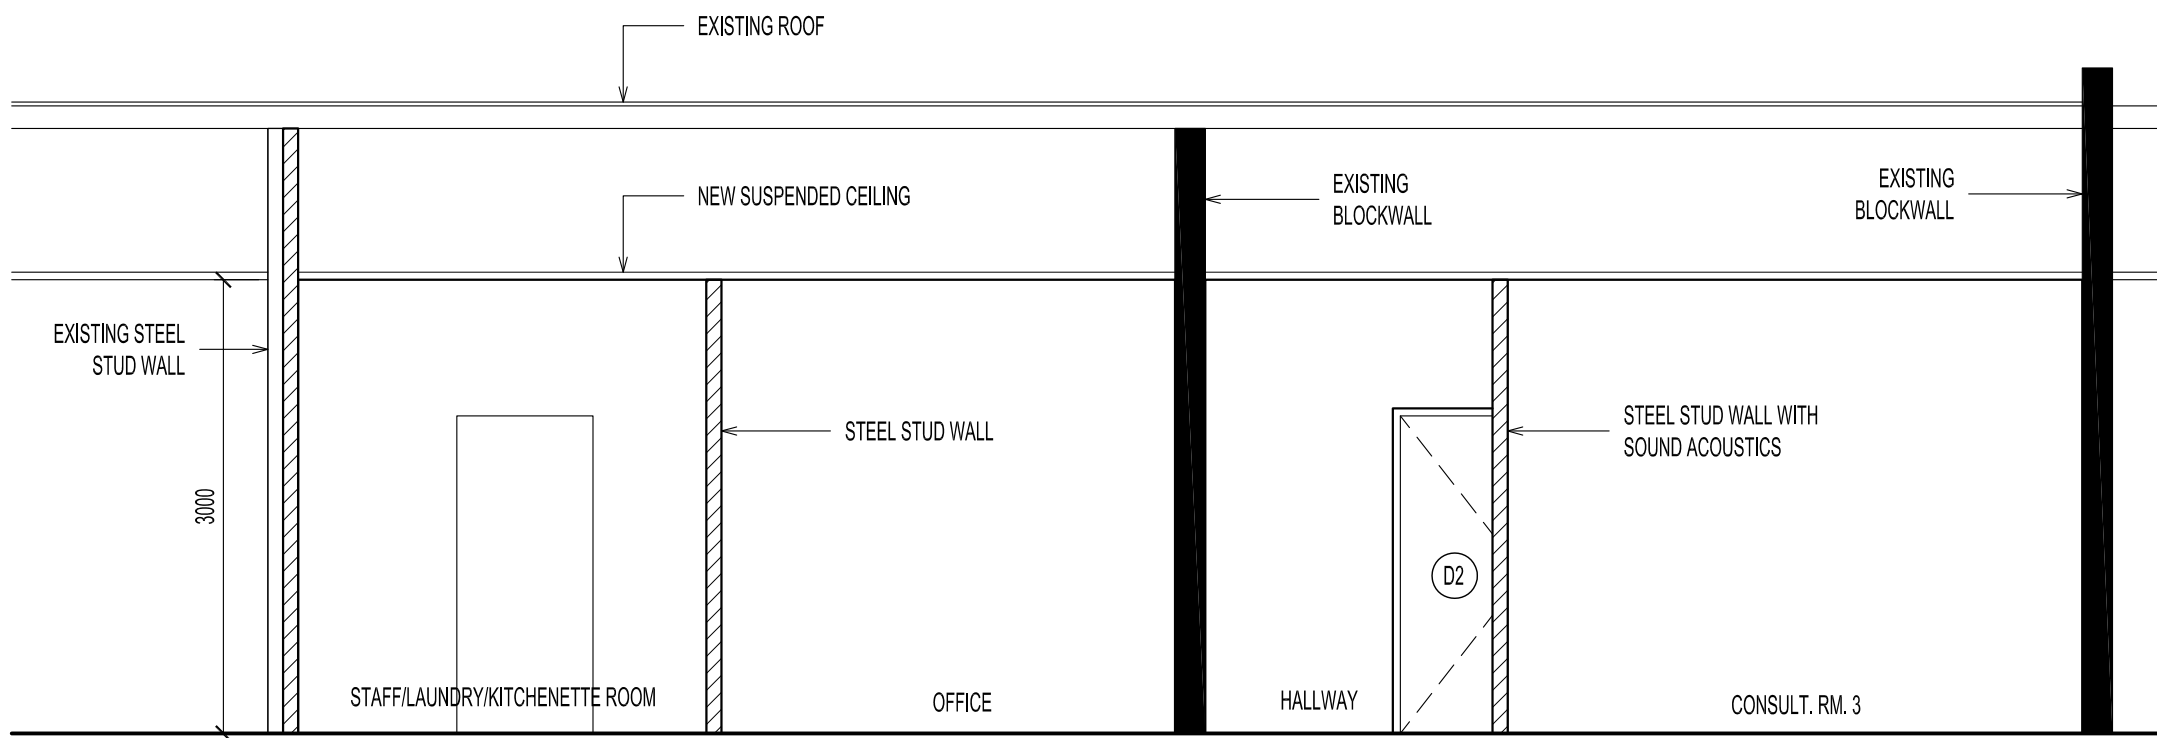 EXISTING ROOF
NEW SUSPENDED CEILING
EXISTING
BLOCKWALL
EXISTING
BLOCKWALL
EXISTING STEEL
STUD WALL
STEEL STUD WALL
STEEL STUD WALL WITH
SOUND ACOUSTICS
3000
D2
STAFF/LAUNDRY/KITCHENETTE ROOM
OFFICE
HALLWAY
CONSULT. RM. 3